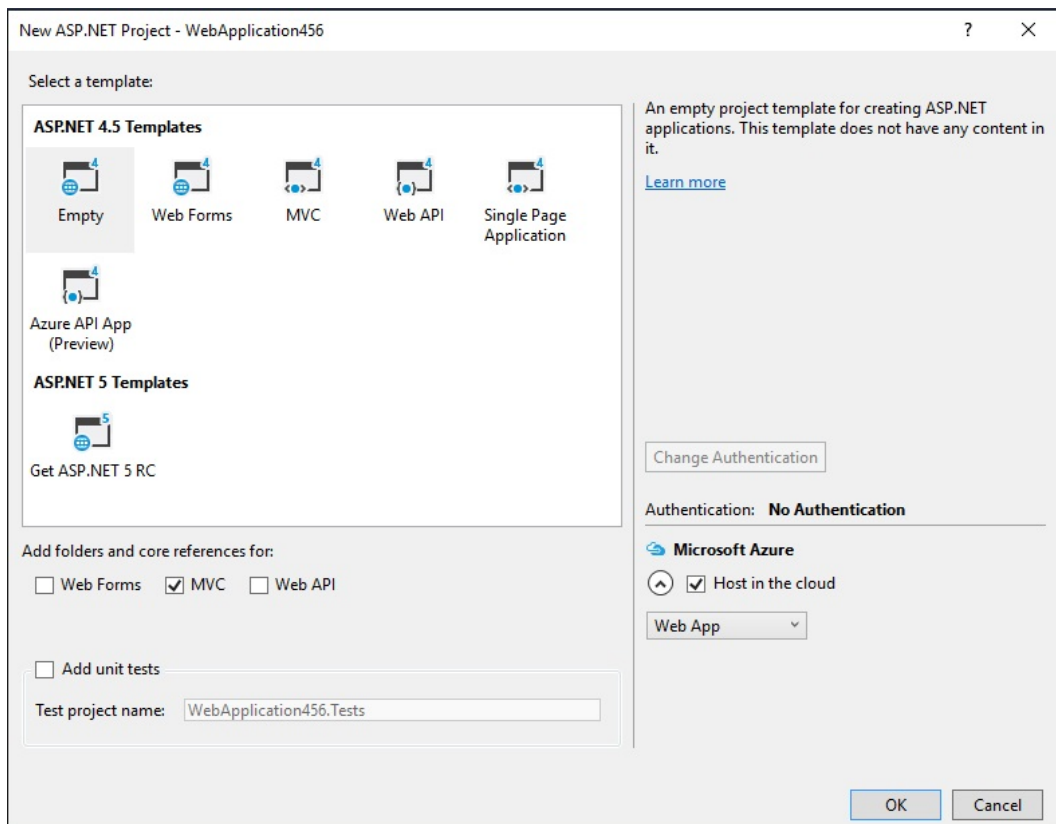 New ASP.NET Project - WebApplication456
?
Select a template:
ASP.NET 4.5 Templates
4
4
4
4
4
Empty
Web Forms
MVC
Web API
Single Page
Application
4
Azure API App
(Preview)
ASP.NET 5 Templates
5
Get ASP.NET 5 RC
An empty project template for creating ASP.NET
applications. This template does not have any content in
it.
Learn more
Change Authentication
Authentication: No Authentication
Microsoft Azure
Host in the cloud
Web App
Add folders and core references for:
Web Forms
MVC
Web API
Add unit tests
Test project name: WebApplication456.Tests
OK
Cancel